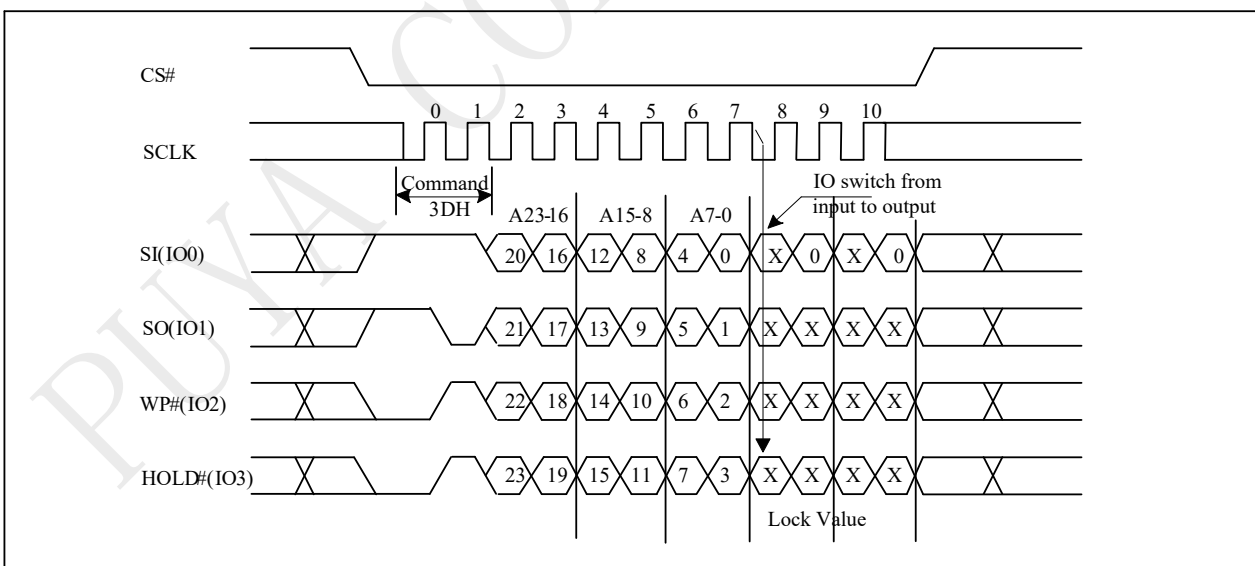 PUYA CO
CS#
0 1 2 3 4 5 6 7 8 9 10
SCLK
Command
3DH
IO switch from
input to output
A23-16 A15-8 A7-0
SI(IO0) 20 16 12 8 4 0 X 0 X 0
SO(IO1) 21 17 13 9 5 1 X X X X
WP#(IO2) 22 18 14 10 6 2 X X X X
HOLD#(IO3) 23 19 15 11 7 3 X X X X
Lock Value